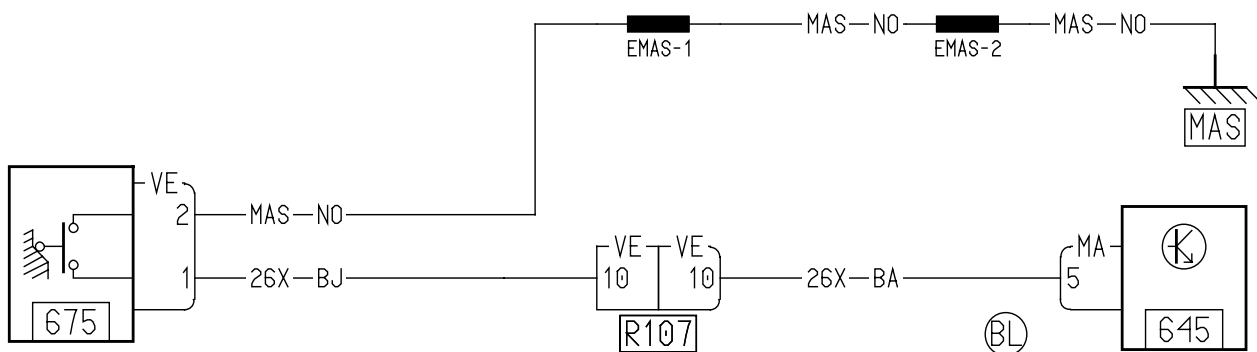 MAS NO MAS NO
EMAS-1 EMAS-2
MAS
VE
2 MAS NO
VE VE MA
1 26X BJ 10 10 26X BA 5
675 R107 BL 645